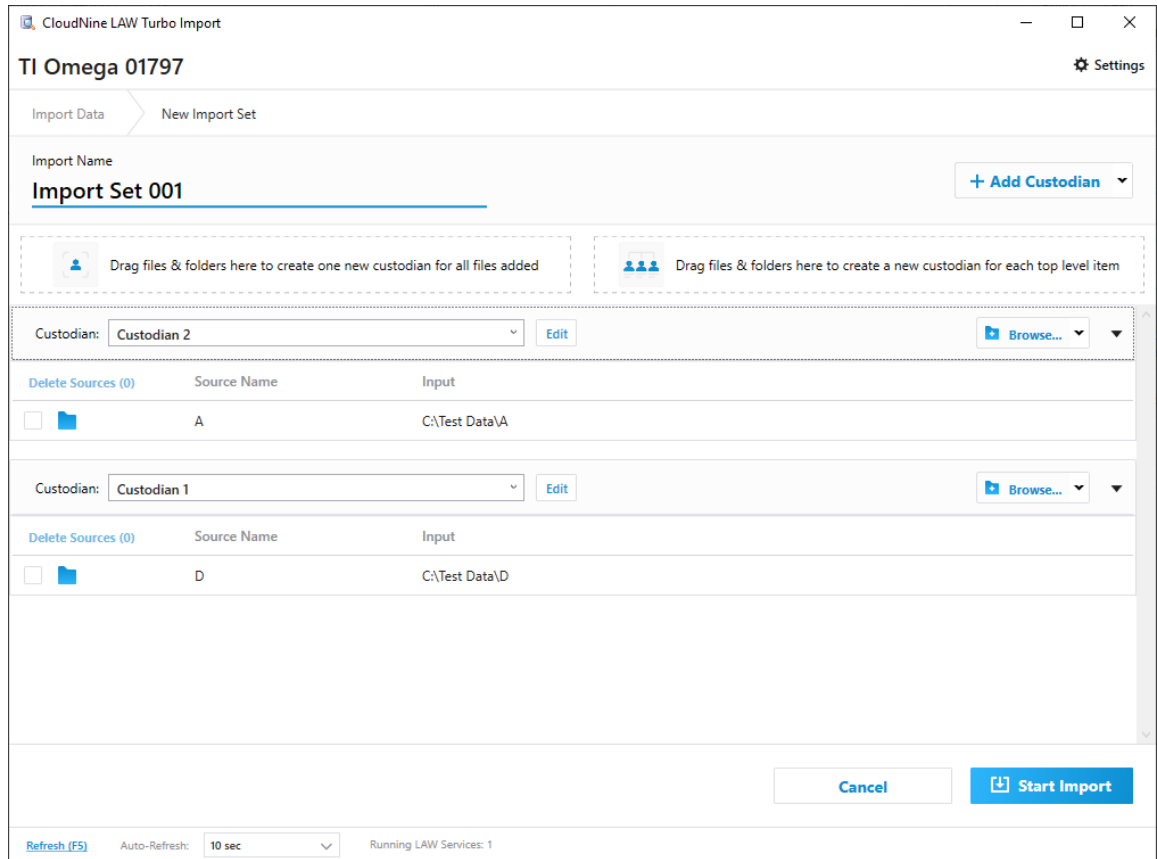 CloudNine LAW Turbo Import
TI Omega 01797
Settings
Import Data
New Import Set
Import Name
Import Set 001
+ Add Custodian
Drag files & folders here to create one new custodian for all files added
Drag files & folders here to create a new custodian for each top level item
Custodian: Custodian 2 Edit Browse...
Delete Sources (0) Source Name Input
A C:\Test Data\A
Custodian: Custodian 1 Edit Browse...
Delete Sources (0) Source Name Input
D C:\Test Data\D
Cancel
Start Import
Refresh (F5) Auto-Refresh: 10 sec Running LAW Services: 1